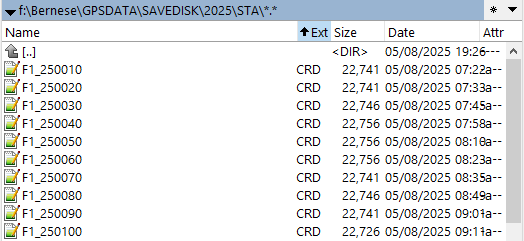 f:\Bernese\GPSDATA\SAVEDISK\2025\STA\*.* * ▼
Name Ext Size Date Attr
[..] <DIR> 05/08/2025 19:26 ---
F1_250010 CRD 22,741 05/08/2025 07:22 a--
F1_250020 CRD 22,741 05/08/2025 07:33 a--
F1_250030 CRD 22,746 05/08/2025 07:45 a--
F1_250040 CRD 22,756 05/08/2025 07:58 a--
F1_250050 CRD 22,756 05/08/2025 08:10 a--
F1_250060 CRD 22,756 05/08/2025 08:23 a--
F1_250070 CRD 22,741 05/08/2025 08:35 a--
F1_250080 CRD 22,746 05/08/2025 08:49 a--
F1_250090 CRD 22,741 05/08/2025 09:01 a--
F1_250100 CRD 22,726 05/08/2025 09:11 a--